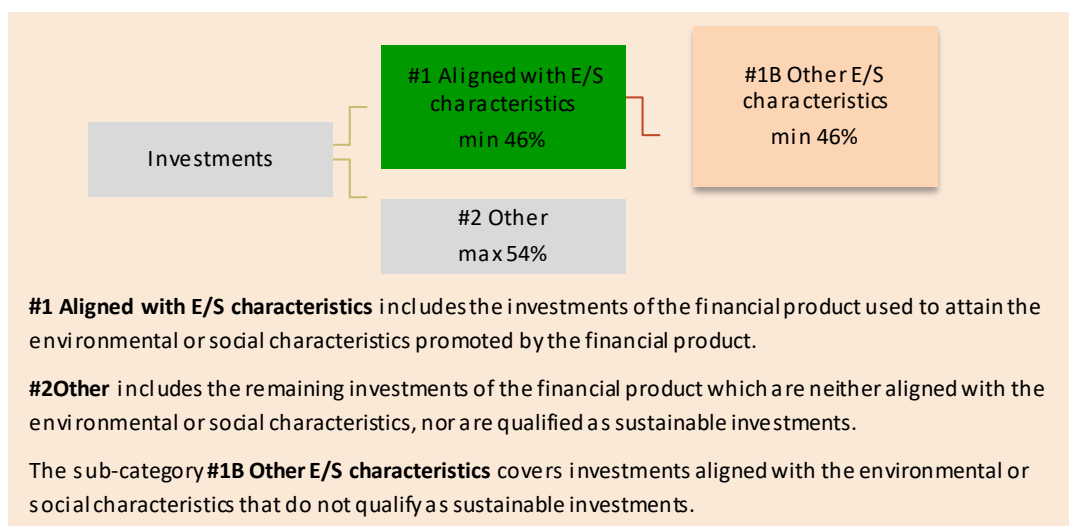 #1 Aligned with E/S
characteristics
min 46%
#1B Other E/S
characteristics
min 46%
Investments
#2 Other
max 54%
#1 Aligned with E/S characteristics includes the investments of the financial product used to attain the
environmental or social characteristics promoted by the financial product.
#2Other includes the remaining investments of the financial product which are neither aligned with the
environmental or social characteristics, nor are qualified as sustainable investments.
The sub-category #1B Other E/S characteristics covers investments aligned with the environmental or
social characteristics that do not qualify as sustainable investments.